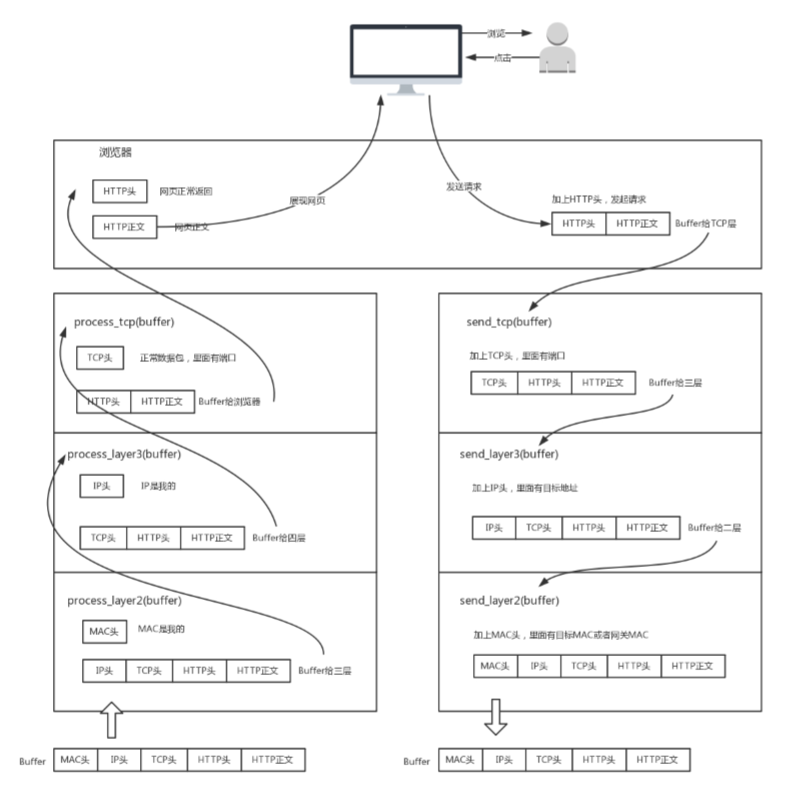 浏览
点击
浏览器
HTTP头 网页正常返回
HTTP正文 网页正文
展现网页
发送请求
加上HTTP头，发起请求
HTTP头 HTTP正文 Buffer给TCP层
process_tcp(buffer)
TCP头 正常数据包，里面有端口
HTTP头 HTTP正文 Buffer给浏览器
process_layer3(buffer)
IP头 IP是我的
TCP头 HTTP头 HTTP正文 Buffer给四层
process_layer2(buffer)
MAC头 MAC是我的
IP头 TCP头 HTTP头 HTTP正文 Buffer给三层
Buffer MAC头 IP头 TCP头 HTTP头 HTTP正文
send_tcp(buffer)
加上TCP头，里面有端口
TCP头 HTTP头 HTTP正文 Buffer给三层
send_layer3(buffer)
加上IP头，里面有目标地址
IP头 TCP头 HTTP头 HTTP正文 Buffer给二层
send_layer2(buffer)
加上MAC头，里面有目标MAC或者网关MAC
MAC头 IP头 TCP头 HTTP头 HTTP正文
Buffer MAC头 IP头 TCP头 HTTP头 HTTP正文